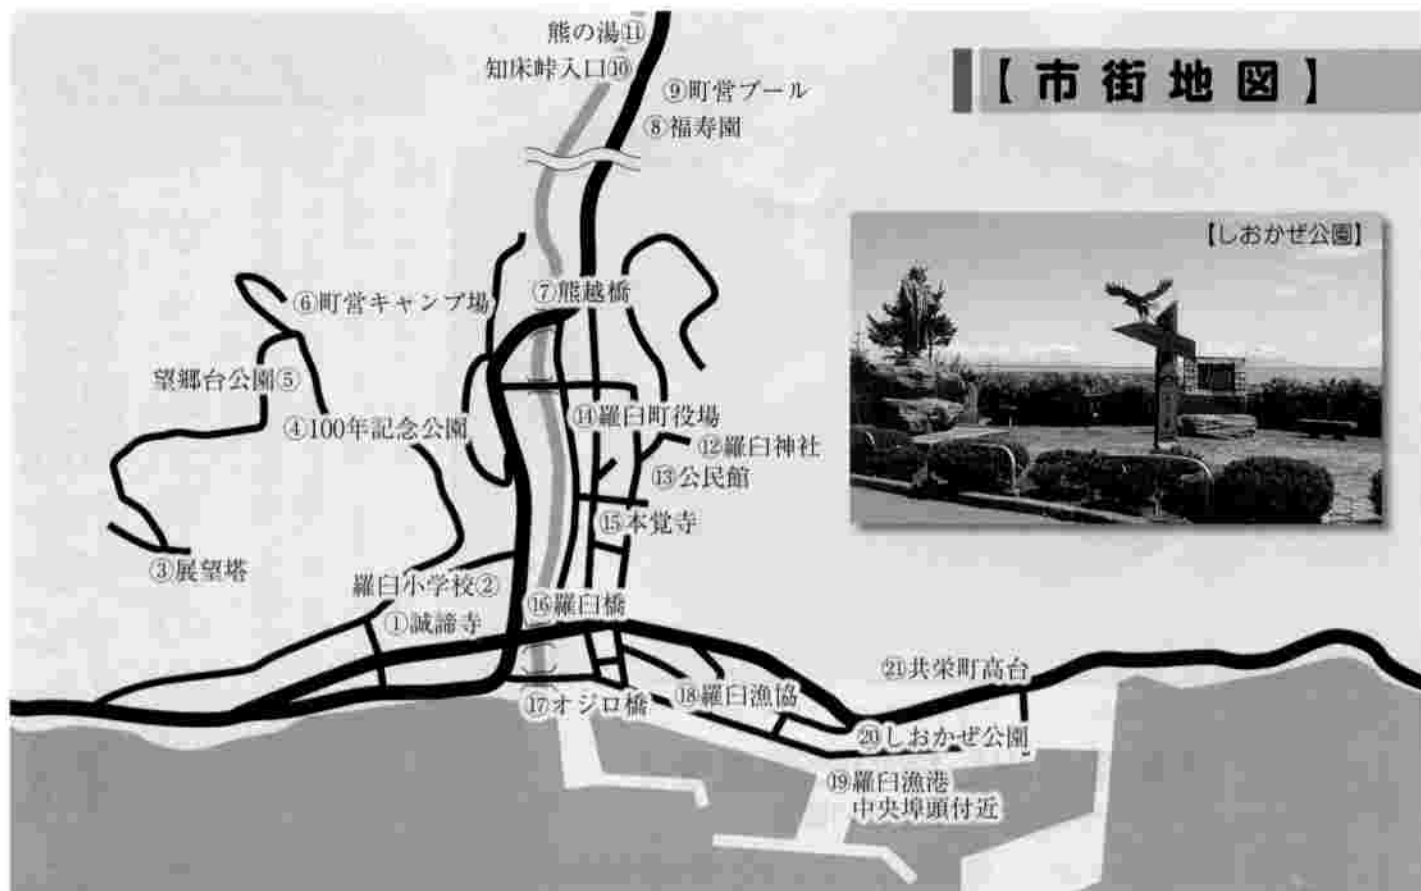 熊の湯⑪
知床峠入口⑩
【市街地図】
⑨町営プール
⑧福寿園
【しおかぜ公園】
⑦熊越橋
⑥町営キャンプ場
望郷台公園⑤
④100年記念公園
⑭羅臼町役場
⑫羅臼神社
⑬公民館
⑮本覚寺
③展望塔
羅臼小学校②
⑯羅臼橋
①誠諦寺
㉑共栄町高台
⑱羅臼漁協
⑰オジロ橋
⑳しおかぜ公園
⑲羅臼漁港
中央埠頭付近